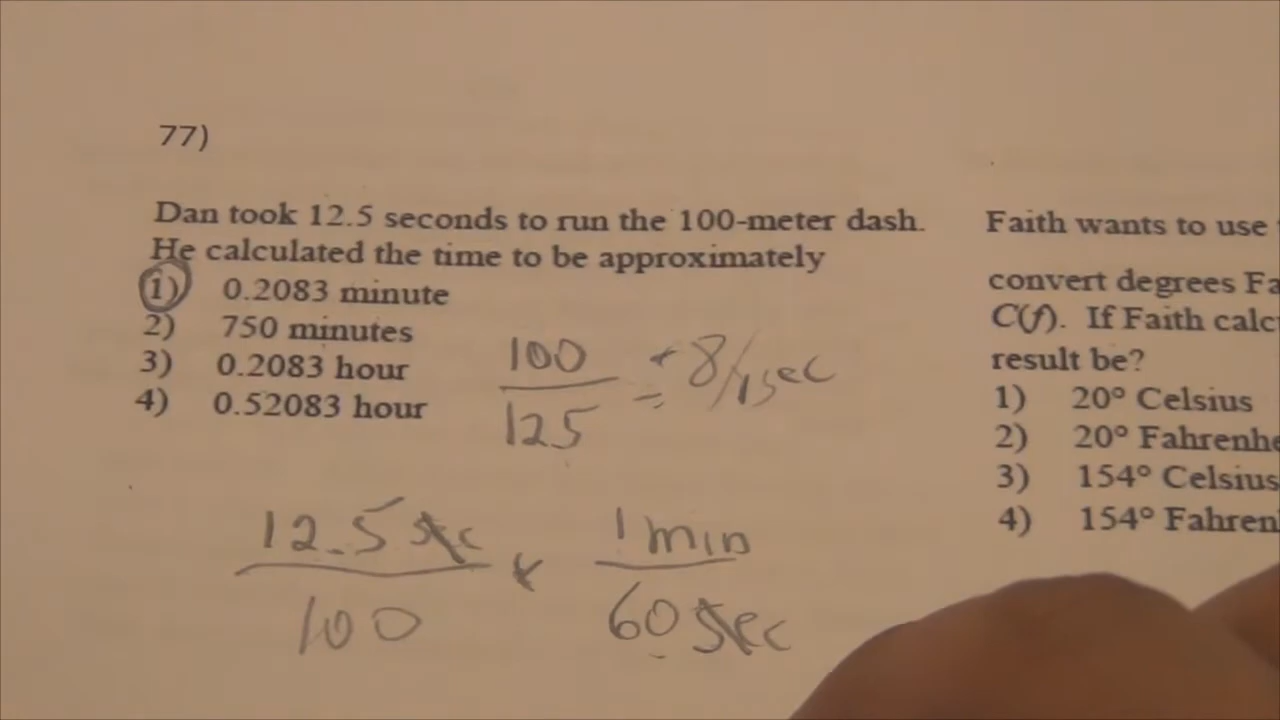 77)
Dan took 12.5 seconds to run the 100-meter dash.
He calculated the time to be approximately
1) 0.2083 minute
2) 750 minutes
3) 0.2083 hour
4) 0.52083 hour
100
125
= 8/1sec
12.5 sec
100
×
1 min
60 sec
Faith wants to use
convert degrees Fa
C(f). If Faith calc
result be?
1) 20° Celsius
2) 20° Fahrenhe
3) 154° Celsius
4) 154° Fahren